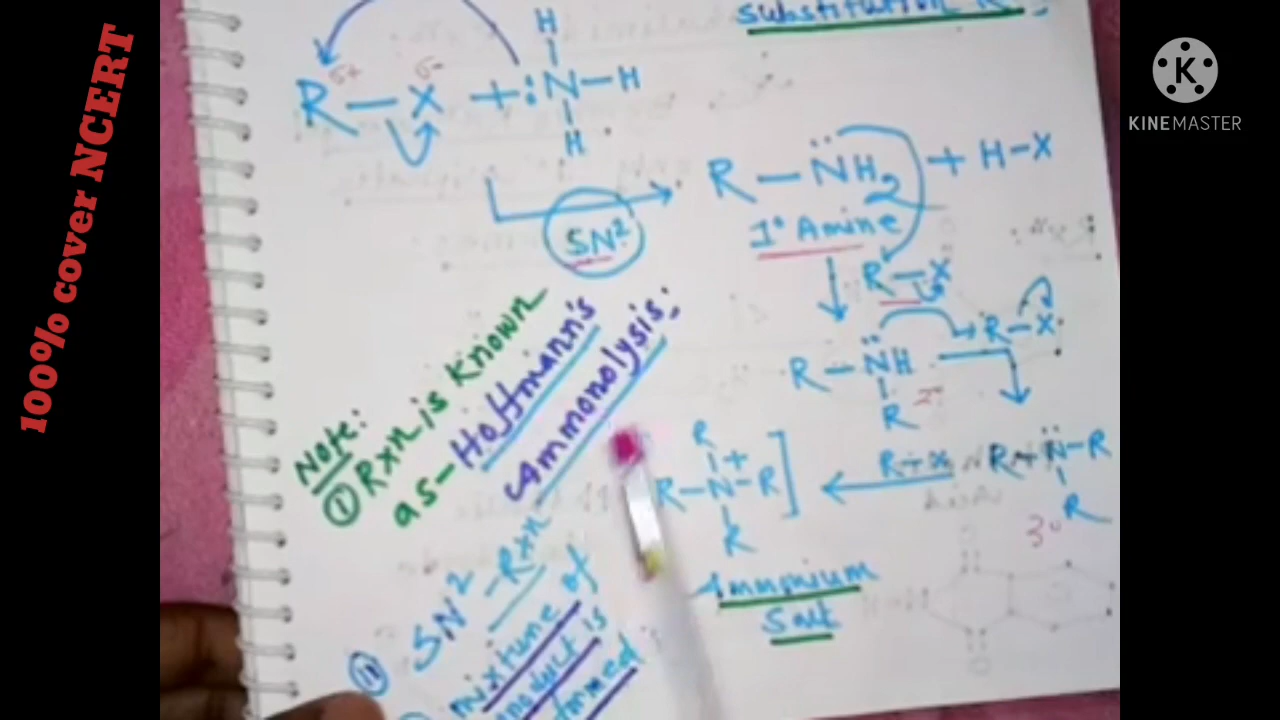 100% cover NCERT
K
KINEMASTER
Substitution
H
R — X + :N — H
H
R — NH2 + H-X
SN²
1° Amine
R — X
R — NH + R — X
R
2°
R — N — R
R
3°
R — X
R
R — N — R
+
R
]
Ammonium
Salt
Note:
① Rxn is known
as - Hoffmann's
Ammonolysis:
SN² - Rxn
mixture of
product is
formed